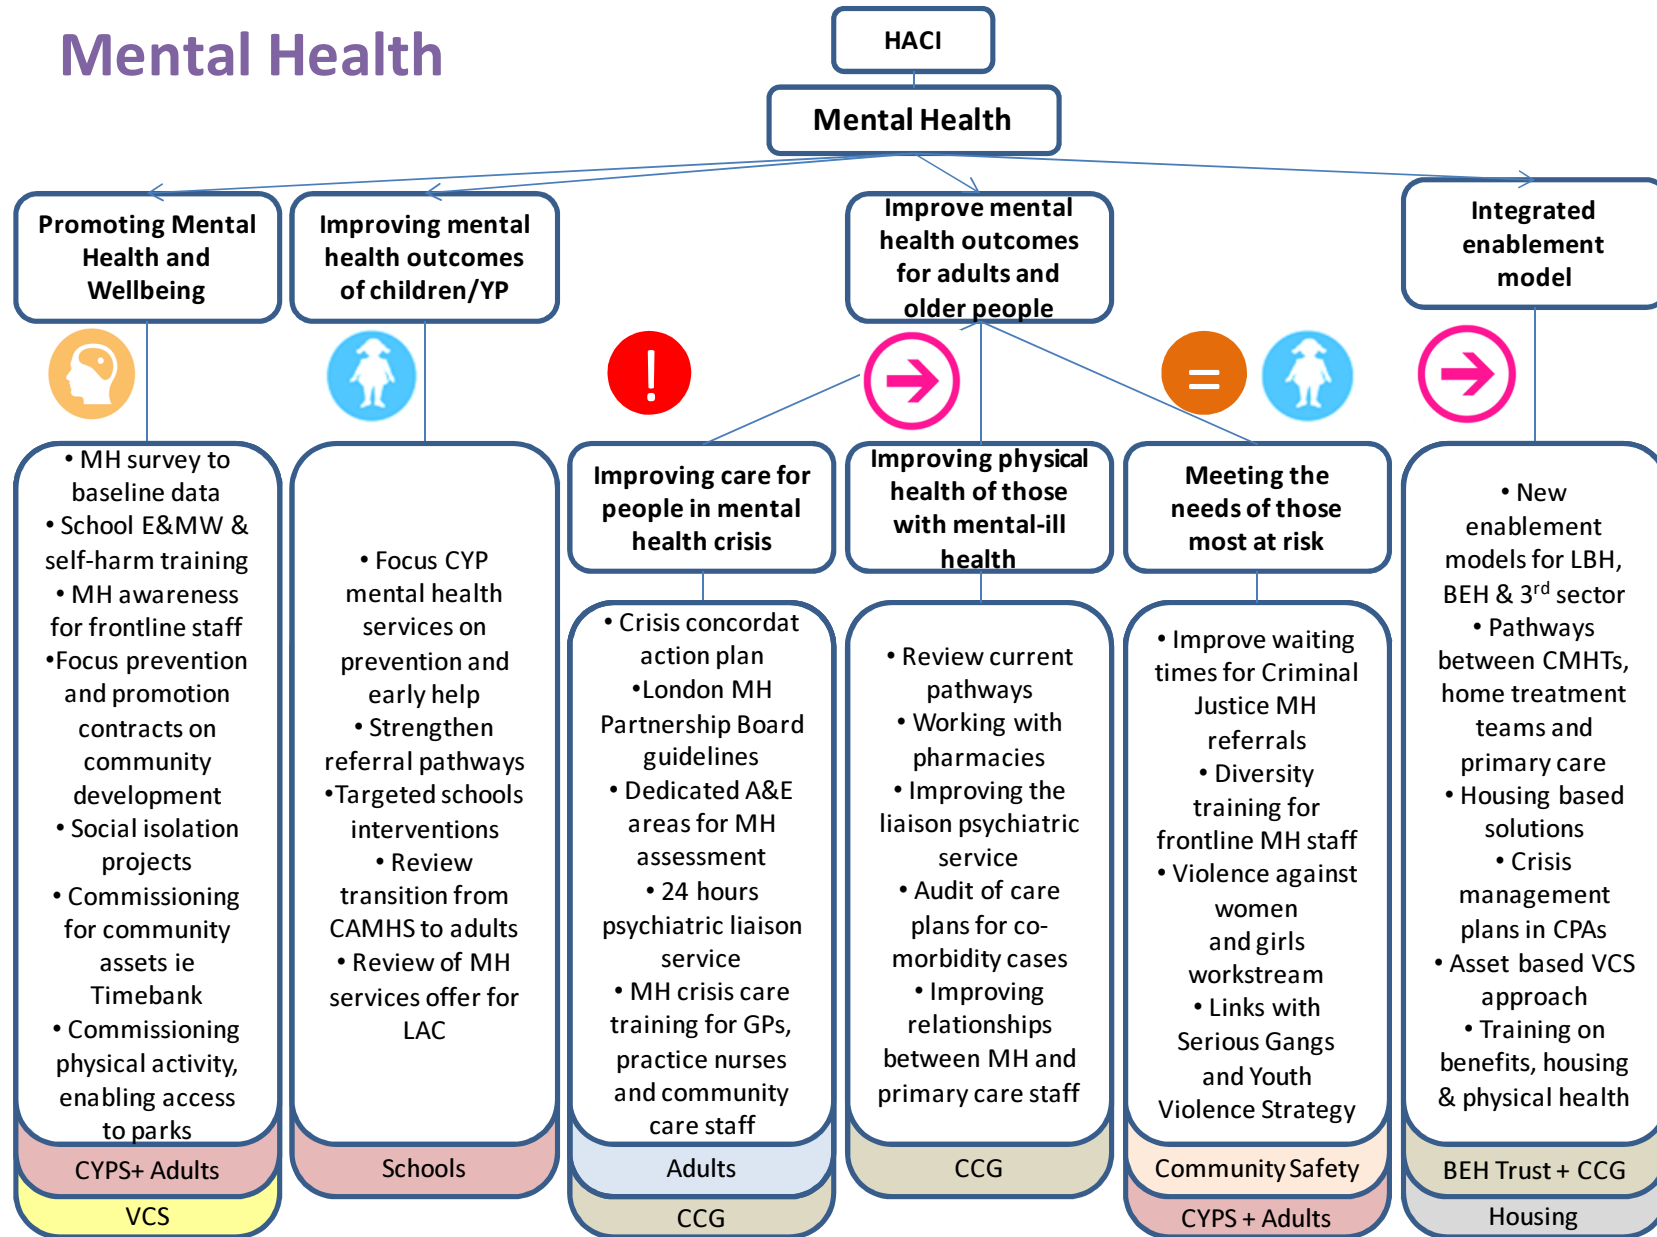 Mental Health
HACI
Mental Health
Promoting Mental
Health and
Wellbeing
Improving mental
health outcomes
of children/YP
Improve mental
health outcomes
for adults and
older people
Integrated
enablement
model
!
=
• MH survey to
baseline data
• School E&MW &
self-harm training
• MH awareness
for frontline staff
•Focus prevention
and promotion
contracts on
community
development
• Social isolation
projects
• Commissioning
for community
assets ie
Timebank
• Commissioning
physical activity,
enabling access
to parks
CYPS+ Adults
VCS
• Focus CYP
mental health
services on
prevention and
early help
• Strengthen
referral pathways
•Targeted schools
interventions
• Review
transition from
CAMHS to adults
• Review of MH
services offer for
LAC
Schools
Improving care for
people in mental
health crisis
• Crisis concordat
action plan
•London MH
Partnership Board
guidelines
• Dedicated A&E
areas for MH
assessment
• 24 hours
psychiatric liaison
service
• MH crisis care
training for GPs,
practice nurses
and community
care staff
Adults
CCG
Improving physical
health of those
with mental-ill
health
• Review current
pathways
• Working with
pharmacies
• Improving the
liaison psychiatric
service
• Audit of care
plans for co-
morbidity cases
• Improving
relationships
between MH and
primary care staff
CCG
Meeting the
needs of those
most at risk
• Improve waiting
times for Criminal
Justice MH
referrals
• Diversity
training for
frontline MH staff
• Violence against
women
and girls
workstream
• Links with
Serious Gangs
and Youth
Violence Strategy
Community Safety
CYPS + Adults
• New
enablement
models for LBH,
BEH & 3rd sector
• Pathways
between CMHTs,
home treatment
teams and
primary care
• Housing based
solutions
• Crisis
management
plans in CPAs
• Asset based VCS
approach
• Training on
benefits, housing
& physical health
BEH Trust + CCG
Housing